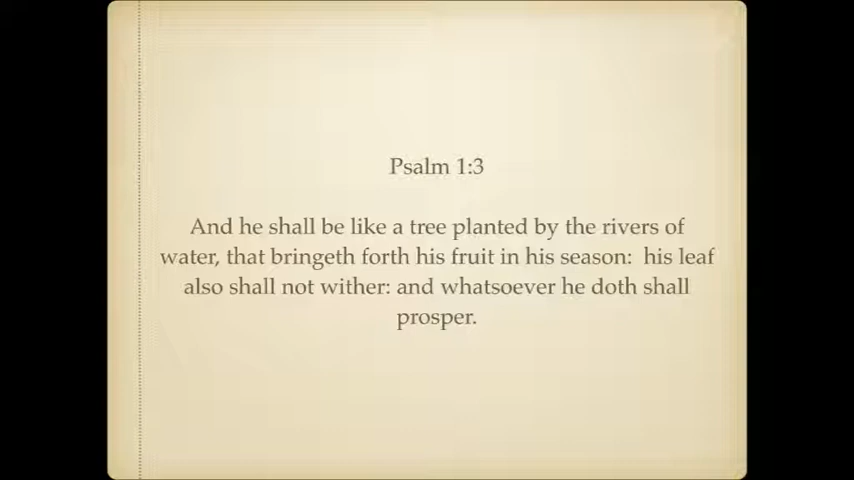 Psalm 1:3
And he shall be like a tree planted by the rivers of
water, that bringeth forth his fruit in his season:  his leaf
also shall not wither: and whatsoever he doth shall
prosper.